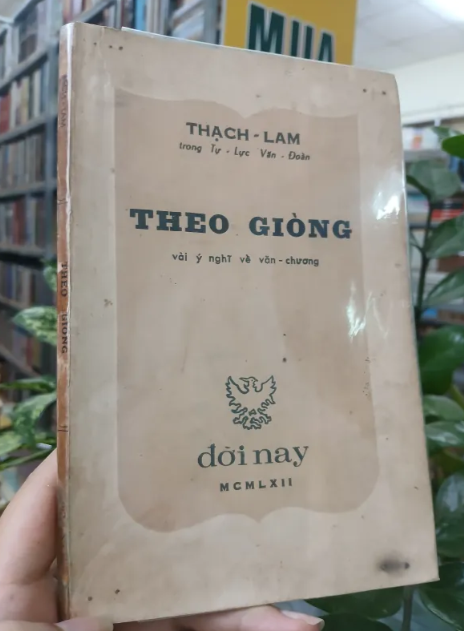 MUA
THẠCH - LAM
trong Tự - Lực Văn - Đoàn
THEO GIÒNG
vài ý nghĩ về văn - chương
đời nay
MCMLXII
THEO GIÒNG